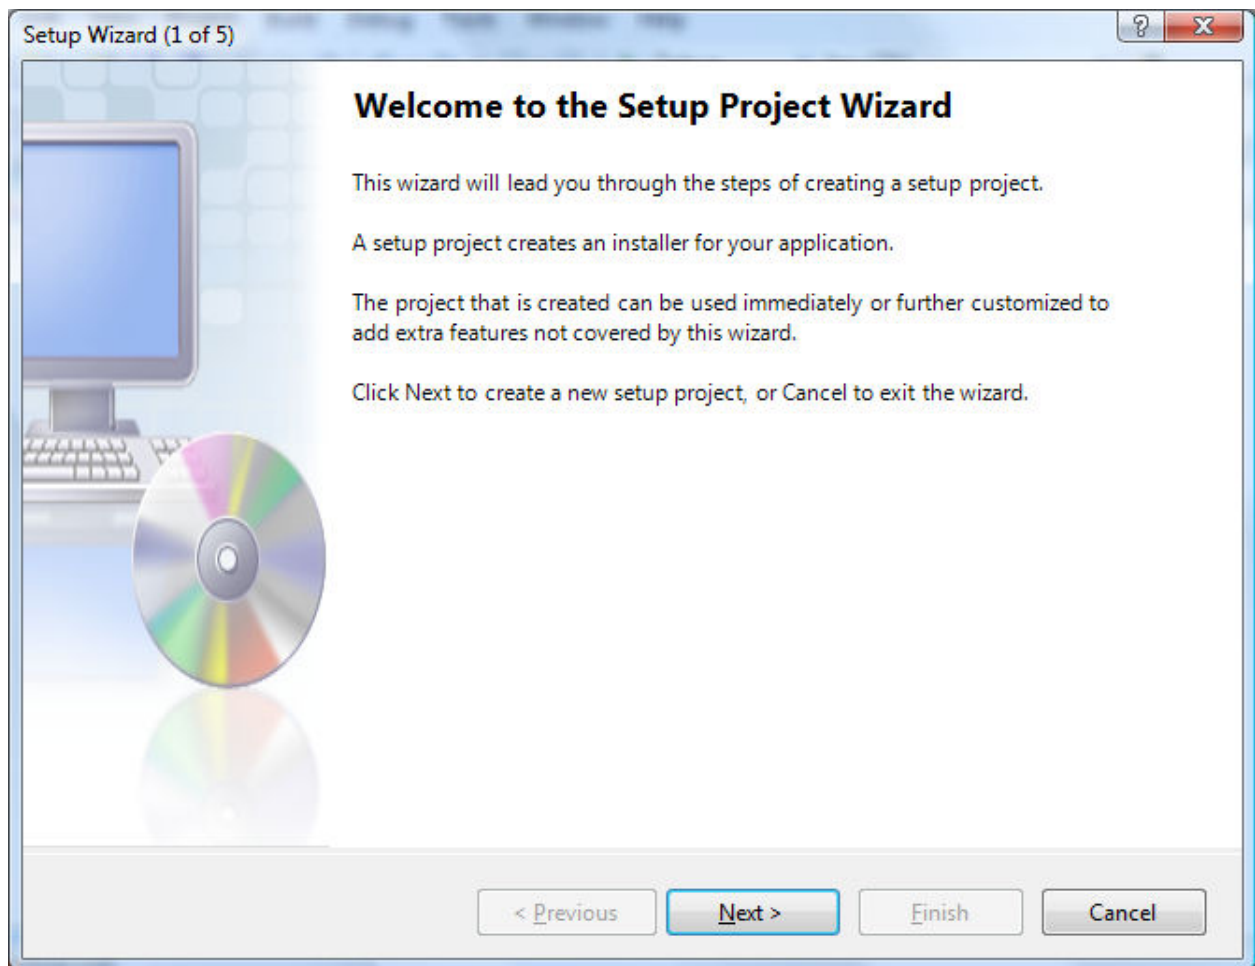 Setup Wizard (1 of 5)
Welcome to the Setup Project Wizard
This wizard will lead you through the steps of creating a setup project.
A setup project creates an installer for your application.
The project that is created can be used immediately or further customized to
add extra features not covered by this wizard.
Click Next to create a new setup project, or Cancel to exit the wizard.
< Previous Next > Finish Cancel